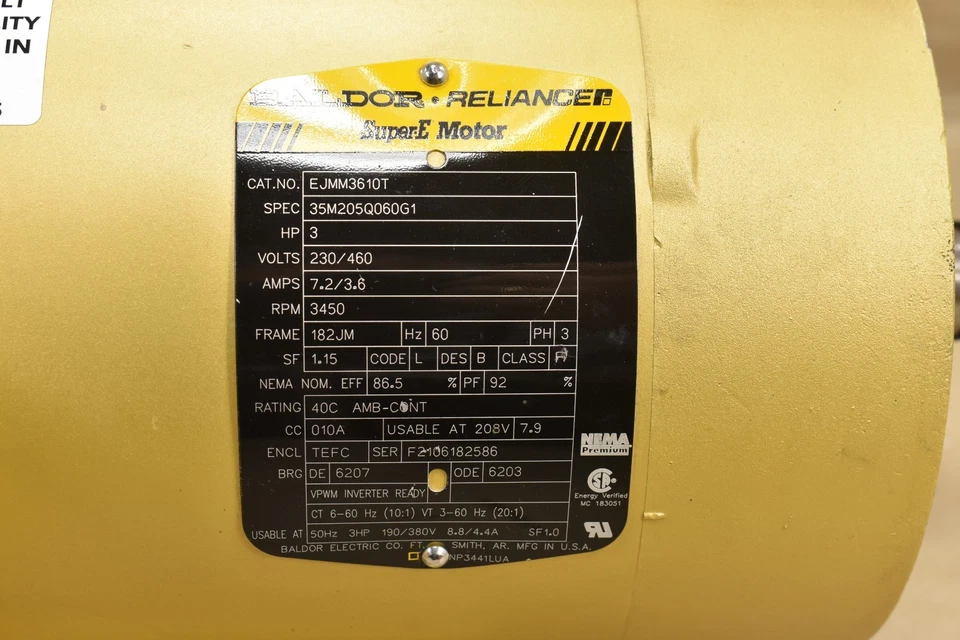 ITY
IN
BALDOR · RELIANCE
Super-E Motor
CAT.NO. EJMM3610T
SPEC 35M205Q060G1
HP 3
VOLTS 230/460
AMPS 7.2/3.6
RPM 3450
FRAME 182JM Hz 60 PH 3
SF 1.15 CODE L DES B CLASS F
NEMA NOM. EFF 86.5 % PF 92 %
RATING 40C AMB-CONT
CC 010A USABLE AT 208V 7.9
ENCL TEFC SER F2106182586
BRG DE 6207 ODE 6203
VPWM INVERTER READY
CT 6-60 Hz (10:1) VT 3-60 Hz (20:1)
USABLE AT 50Hz 3HP 190/380V 8.8/4.4A SF1.0
BALDOR ELECTRIC CO. FT. SMITH, AR. MFG IN U.S.A.
NP3441LUA
NEMA
Premium
Energy Verified
MC 183051